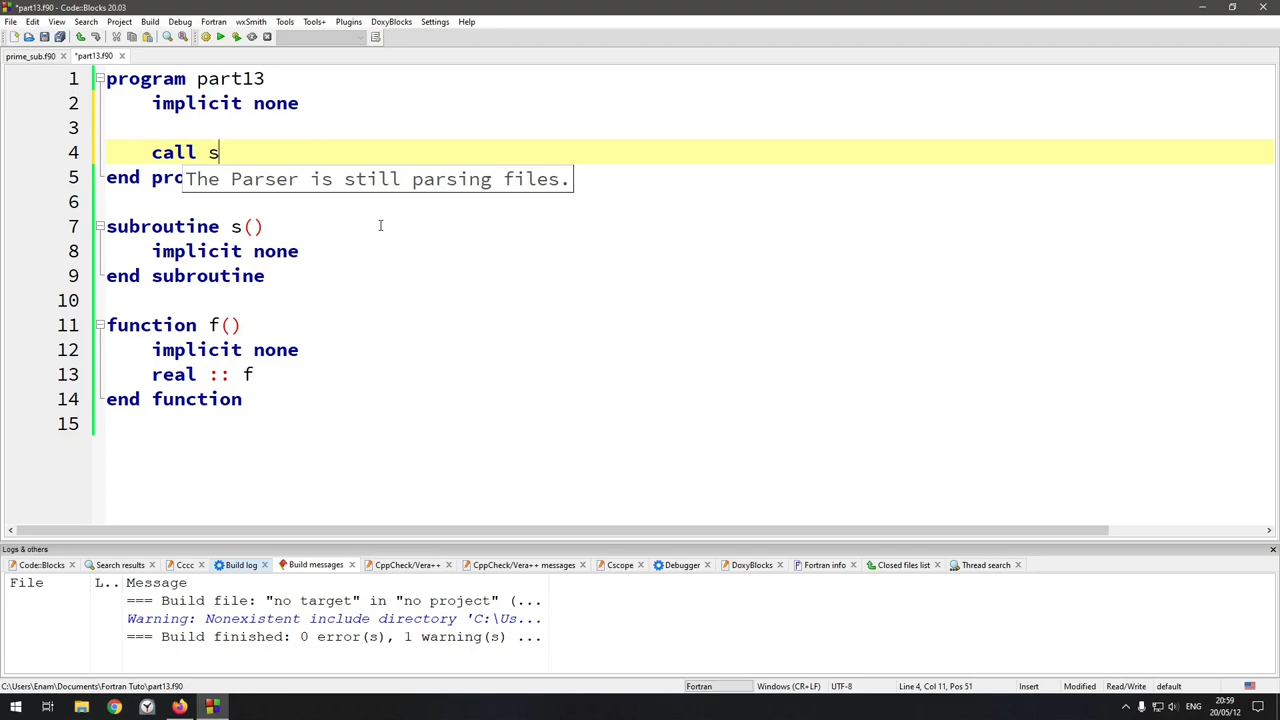 *part13.f90 - Code::Blocks 20.03
File Edit View Search Project Build Debug Fortran wxSmith Tools Tools+ Plugins DoxyBlocks Settings Help
prime_sub.f90 *part13.f90
1 program part13
2 implicit none
3
4 call s
5 end pro
The Parser is still parsing files.
6
7 subroutine s()
8 implicit none
9 end subroutine
10
11 function f()
12 implicit none
13 real :: f
14 end function
15
Logs & others
Code::Blocks Search results Cccc Build log Build messages CppCheck/Vera++ CppCheck/Vera++ messages Cscope Debugger DoxyBlocks Fortran info Closed files list Thread search
File L.. Message
=== Build file: "no target" in "no project" (...
Warning: Nonexistent include directory 'C:\Us...
=== Build finished: 0 error(s), 1 warning(s) ...
C:\Users\Enam\Documents\Fortran Tuto\part13.f90 Fortran Windows (CR+LF) UTF-8 Line 4, Col 11, Pos 51 Insert Modified Read/Write default
ENG 20:59
20/05/12